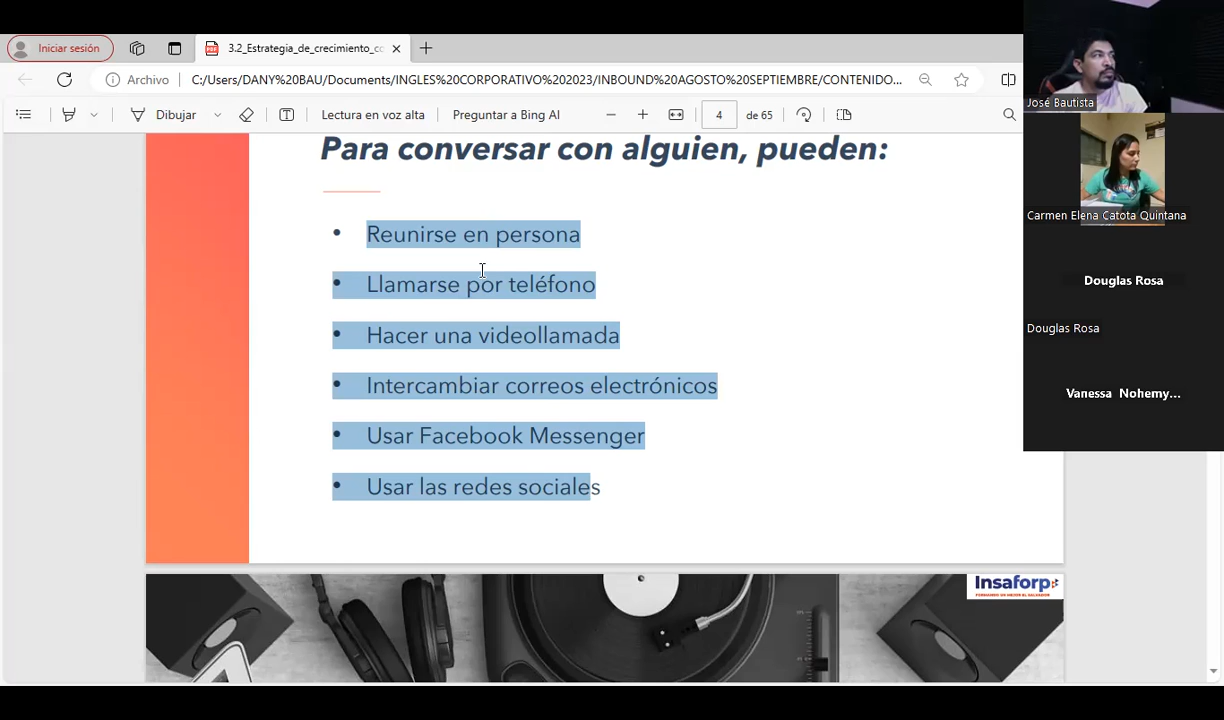 Iniciar sesión
3.2_Estrategia_de_crecimiento_co
Archivo
C:/Users/DANY%20BAU/Documents/INGLES%20CORPORATIVO%202023/INBOUND%20AGOSTO%20SEPTIEMBRE/CONTENIDO...
Dibujar
Lectura en voz alta
Preguntar a Bing AI
4
de 65
José Bautista
Carmen Elena Catota Quintana
Douglas Rosa
Douglas Rosa
Vanessa Nohemy...
Para conversar con alguien, pueden:
• Reunirse en persona
• Llamarse por teléfono
• Hacer una videollamada
• Intercambiar correos electrónicos
• Usar Facebook Messenger
• Usar las redes sociales
Insaforp